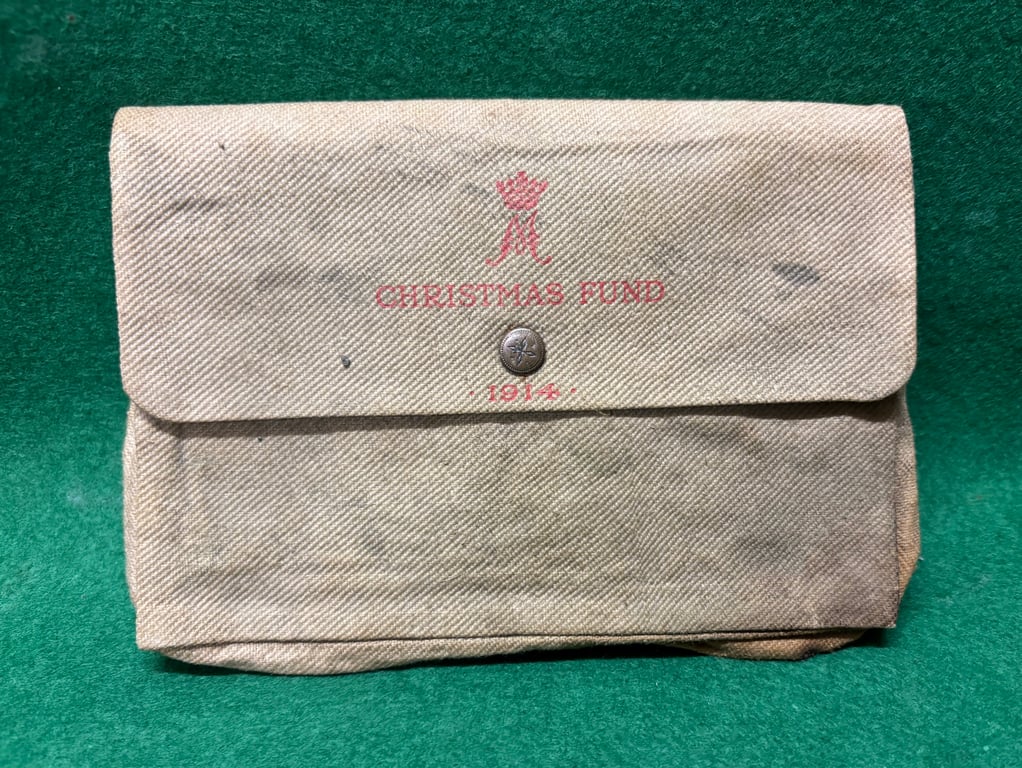 M
CHRISTMAS FUND
· 1914 ·